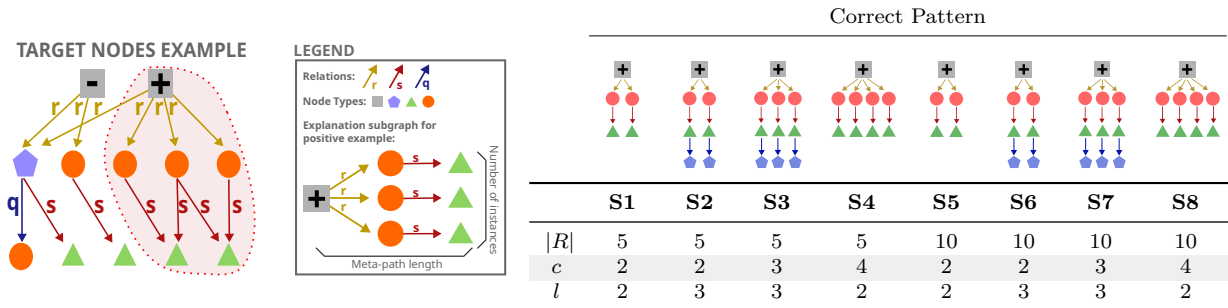 TARGET NODES EXAMPLE
- +
r r r r r r
q s s s s s
LEGEND
Relations: r s q
Node Types:
Explanation subgraph for
positive example:
+
r s
r s
r s
Number of instances
Meta-path length
Correct Pattern
+ + + + + + + +
S1 S2 S3 S4 S5 S6 S7 S8
|R| 5 5 5 5 10 10 10 10
c 2 2 3 4 2 2 3 4
l 2 3 3 2 2 3 3 2